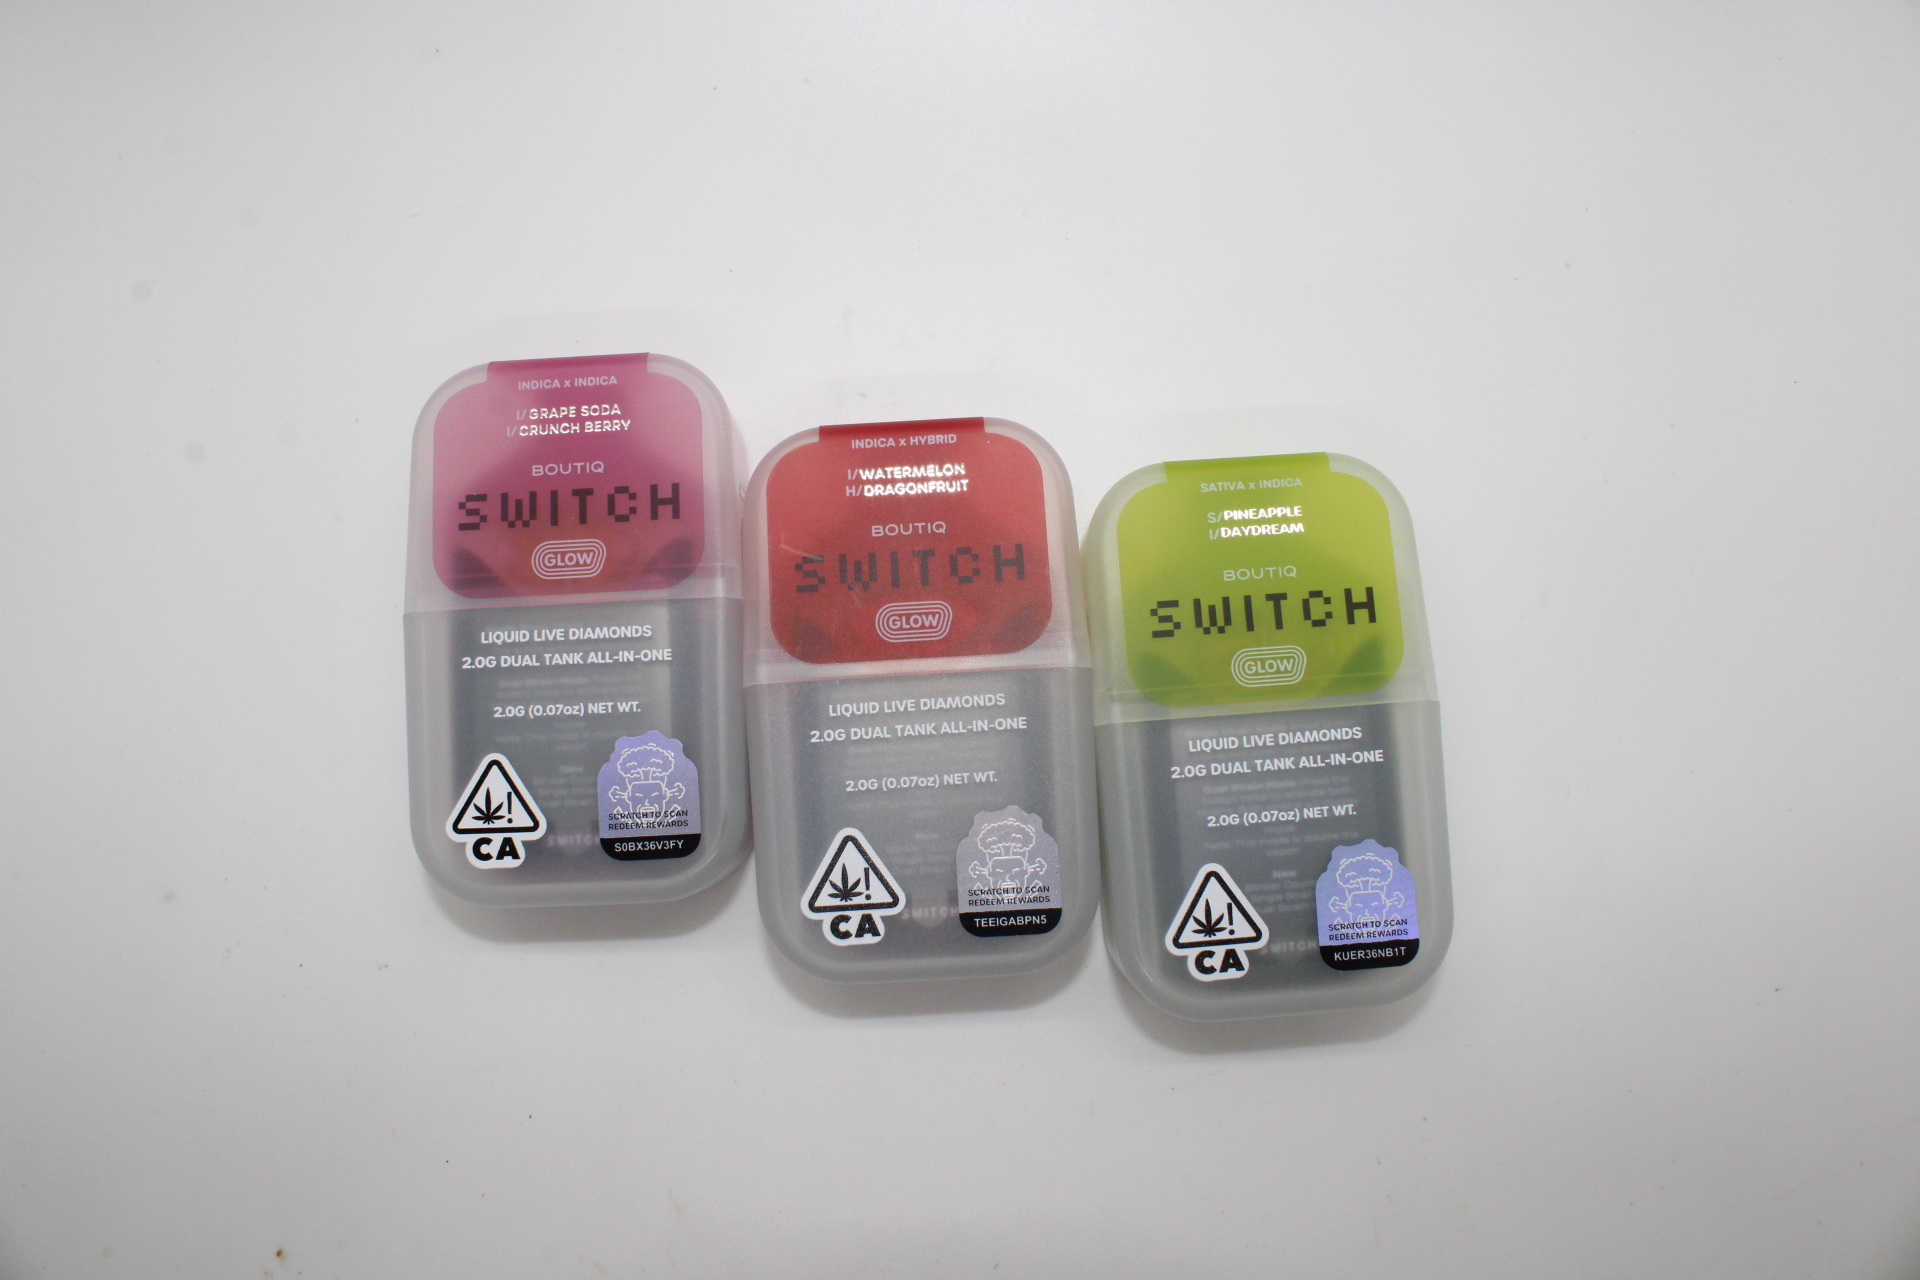 INDICA x INDICA
I/GRAPE SODA
I/CRUNCH BERRY
BOUTIQ
SWITCH
GLOW
LIQUID LIVE DIAMONDS
2.0G DUAL TANK ALL-IN-ONE
2.0G (0.07oz) NET WT.
CA
SCRATCH TO SCAN
REDEEM REWARDS
S0BX36V3FY
SWITCH
INDICA x HYBRID
I/WATERMELON
H/DRAGONFRUIT
BOUTIQ
SWITCH
GLOW
LIQUID LIVE DIAMONDS
2.0G DUAL TANK ALL-IN-ONE
2.0G (0.07oz) NET WT.
CA
SCRATCH TO SCAN
REDEEM REWARDS
TEEIGABPN5
SWITCH
SATIVA x INDICA
S/PINEAPPLE
I/DAYDREAM
BOUTIQ
SWITCH
GLOW
LIQUID LIVE DIAMONDS
2.0G DUAL TANK ALL-IN-ONE
2.0G (0.07oz) NET WT.
CA
SCRATCH TO SCAN
REDEEM REWARDS
KUER36NB1T
SWITCH